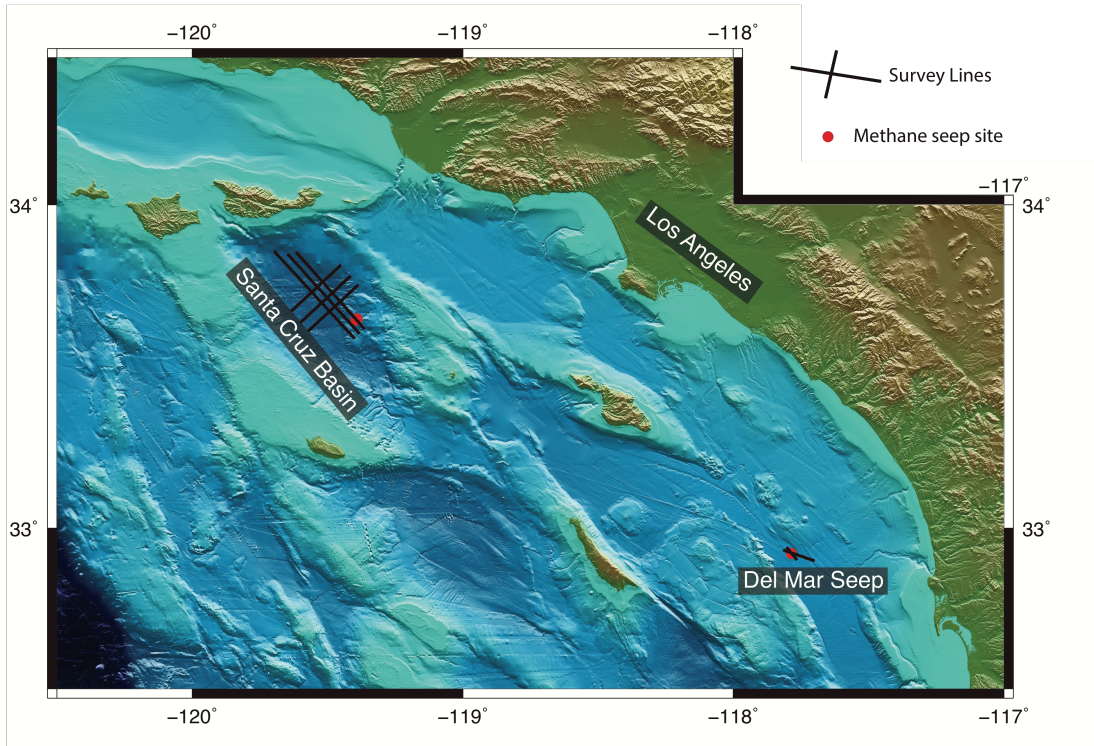 −120˚
−119˚
−118˚
Survey Lines
Methane seep site
−117˚
34˚
34˚
Los Angeles
Santa Cruz Basin
33˚
33˚
Del Mar Seep
−120˚
−119˚
−118˚
−117˚